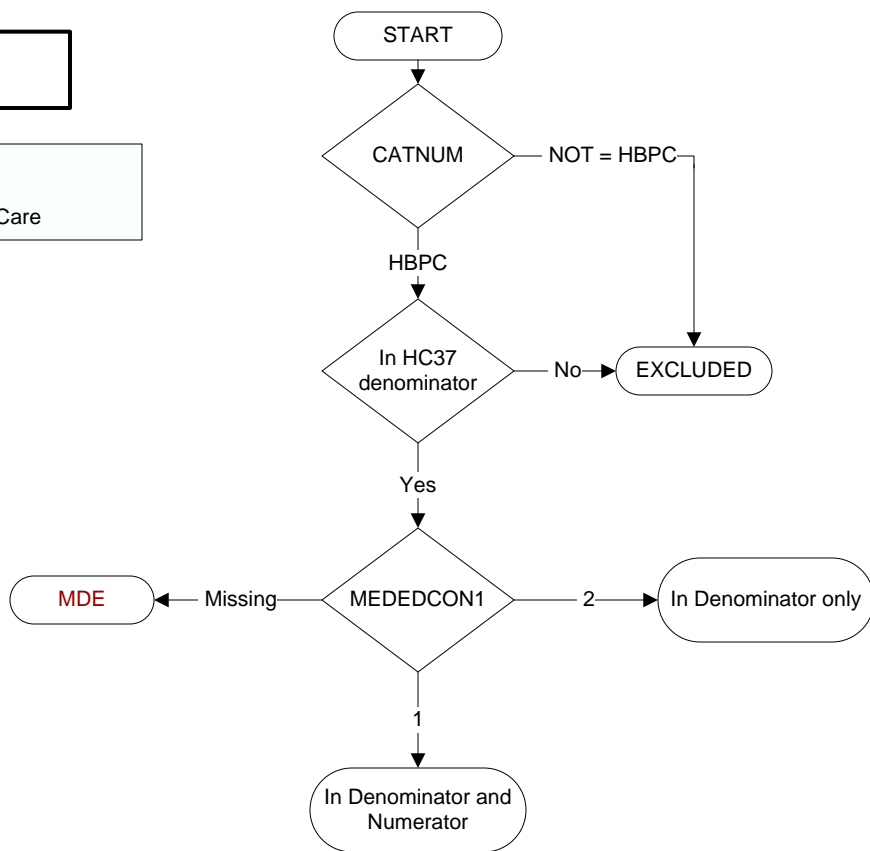 START
CATNUM
NOT = HBPC
Care
HBPC
In HC37
denominator
No
EXCLUDED
Yes
MDE
Missing
MEDEDCON1
2
In Denominator only
1
In Denominator and
Numerator